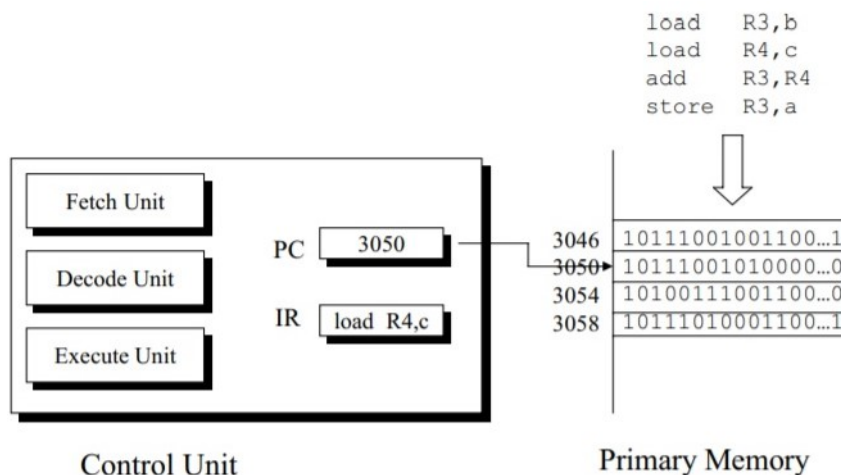 load R3,b
load R4,c
add R3,R4
store R3,a
Fetch Unit
Decode Unit
Execute Unit
PC 3050
IR load R4,c
3046 10111001001100...1
3050 10111001010000...0
3054 10100111001100...0
3058 10111010001100...1
Control Unit
Primary Memory